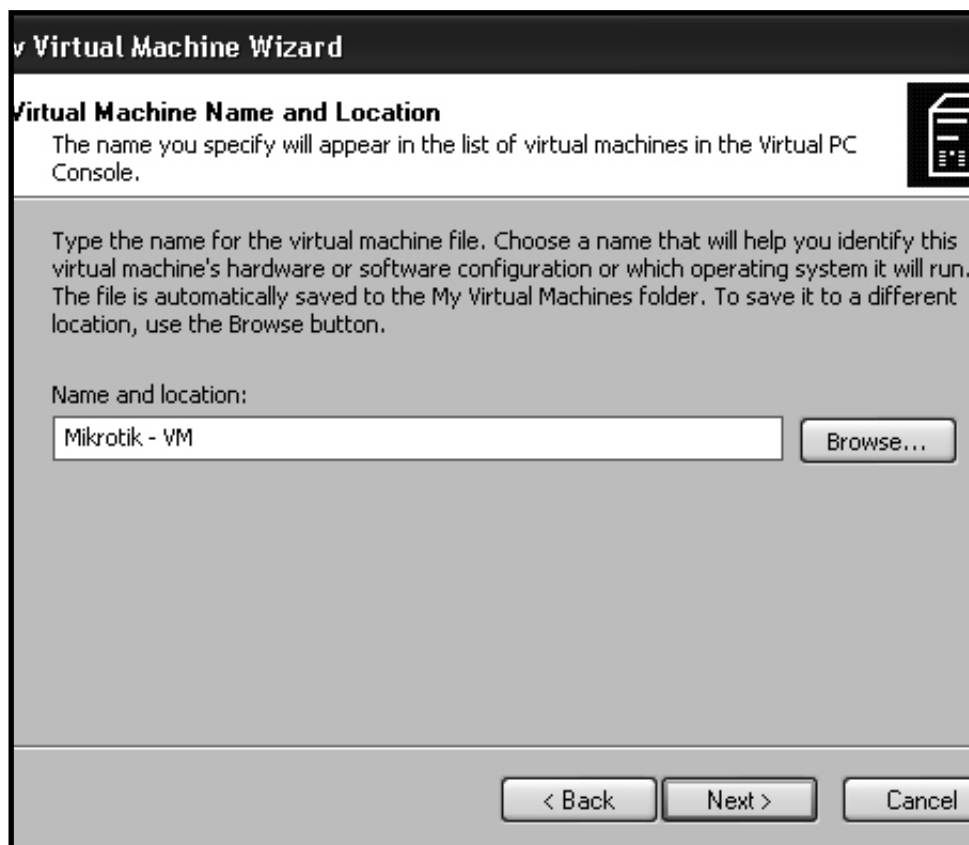 v Virtual Machine Wizard
Virtual Machine Name and Location
The name you specify will appear in the list of virtual machines in the Virtual PC
Console.
Type the name for the virtual machine file. Choose a name that will help you identify this
virtual machine's hardware or software configuration or which operating system it will run.
The file is automatically saved to the My Virtual Machines folder. To save it to a different
location, use the Browse button.
Name and location:
Mikrotik - VM
Browse...
< Back
Next >
Cancel